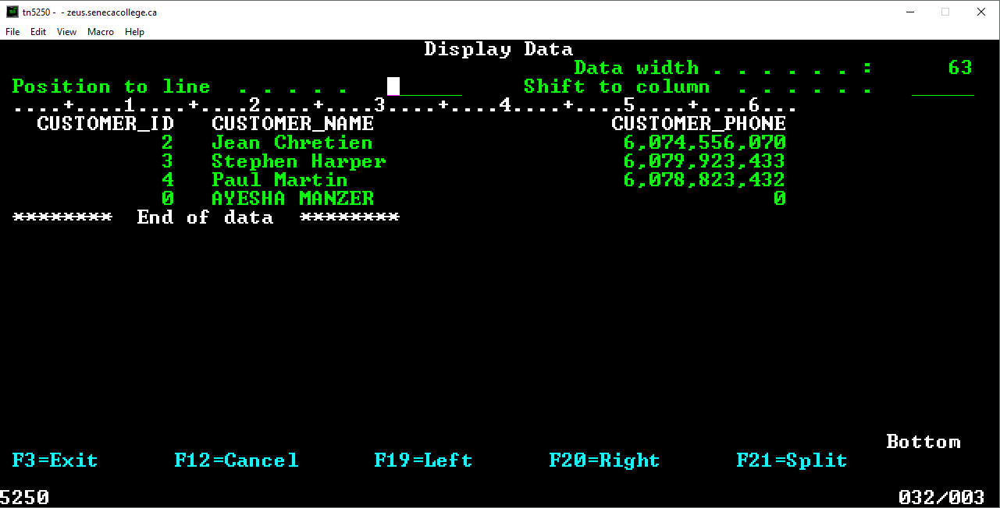 tn5250 - - zeus.senecacollege.ca
File Edit View Macro Help
Display Data
Data width . . . . . . : 63
Position to line . . . . . Shift to column . . . . . .
....+....1....+....2....+....3....+....4....+....5....+....6...
CUSTOMER_ID CUSTOMER_NAME CUSTOMER_PHONE
2 Jean Chretien 6,074,556,070
3 Stephen Harper 6,079,923,433
4 Paul Martin 6,078,823,432
0 AYESHA MANZER 0
******** End of data ********
Bottom
F3=Exit F12=Cancel F19=Left F20=Right F21=Split
5250 032/003